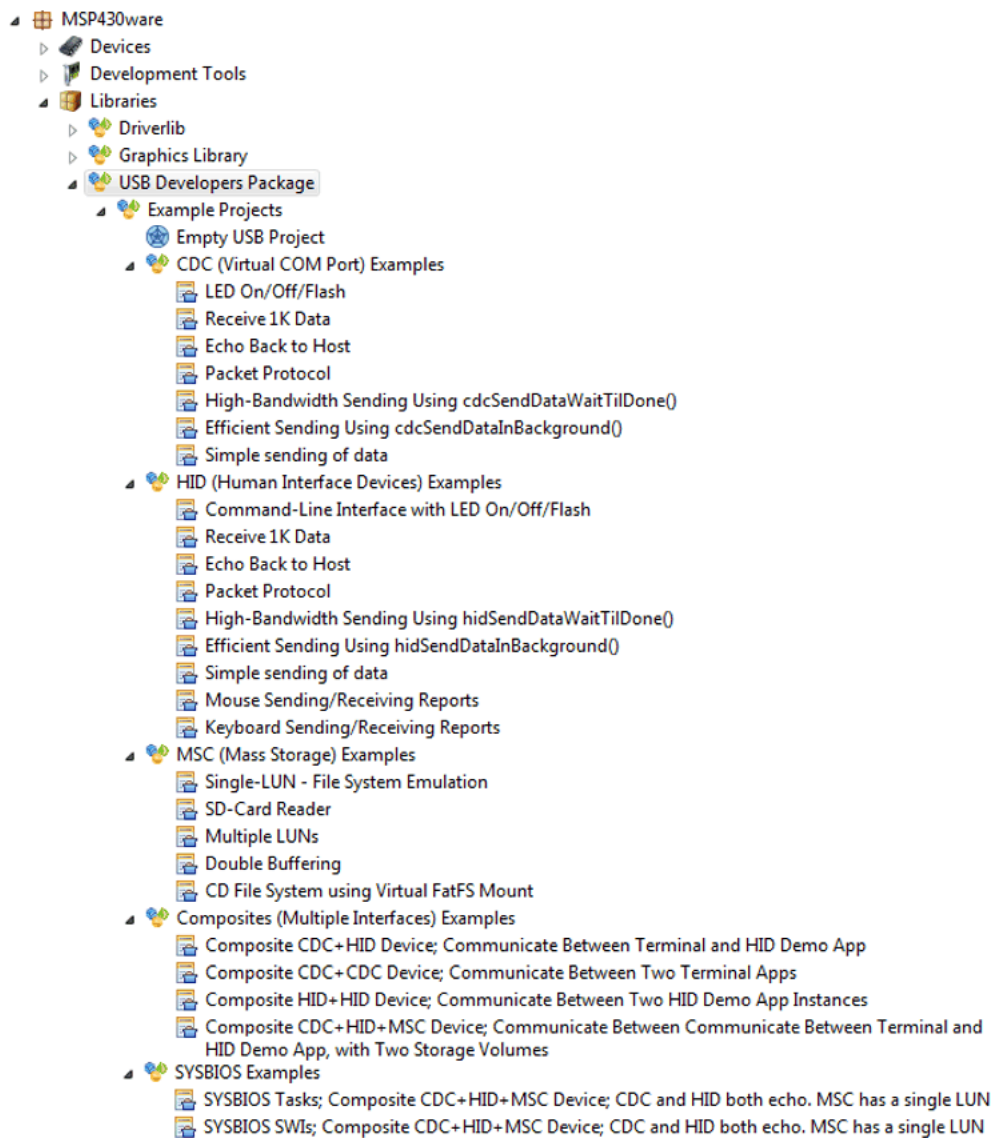 MSP430ware
Devices
Development Tools
Libraries
Driverlib
Graphics Library
USB Developers Package
Example Projects
Empty USB Project
CDC (Virtual COM Port) Examples
LED On/Off/Flash
Receive 1K Data
Echo Back to Host
Packet Protocol
High-Bandwidth Sending Using cdcSendDataWaitTilDone()
Efficient Sending Using cdcSendDataInBackground()
Simple sending of data
HID (Human Interface Devices) Examples
Command-Line Interface with LED On/Off/Flash
Receive 1K Data
Echo Back to Host
Packet Protocol
High-Bandwidth Sending Using hidSendDataWaitTilDone()
Efficient Sending Using hidSendDataInBackground()
Simple sending of data
Mouse Sending/Receiving Reports
Keyboard Sending/Receiving Reports
MSC (Mass Storage) Examples
Single-LUN - File System Emulation
SD-Card Reader
Multiple LUNs
Double Buffering
CD File System using Virtual FatFS Mount
Composites (Multiple Interfaces) Examples
Composite CDC+HID Device; Communicate Between Terminal and HID Demo App
Composite CDC+CDC Device; Communicate Between Two Terminal Apps
Composite HID+HID Device; Communicate Between Two HID Demo App Instances
Composite CDC+HID+MSC Device; Communicate Between Communicate Between Terminal and
HID Demo App, with Two Storage Volumes
SYSBIOS Examples
SYSBIOS Tasks; Composite CDC+HID+MSC Device; CDC and HID both echo. MSC has a single LUN
SYSBIOS SWIs; Composite CDC+HID+MSC Device; CDC and HID both echo. MSC has a single LUN